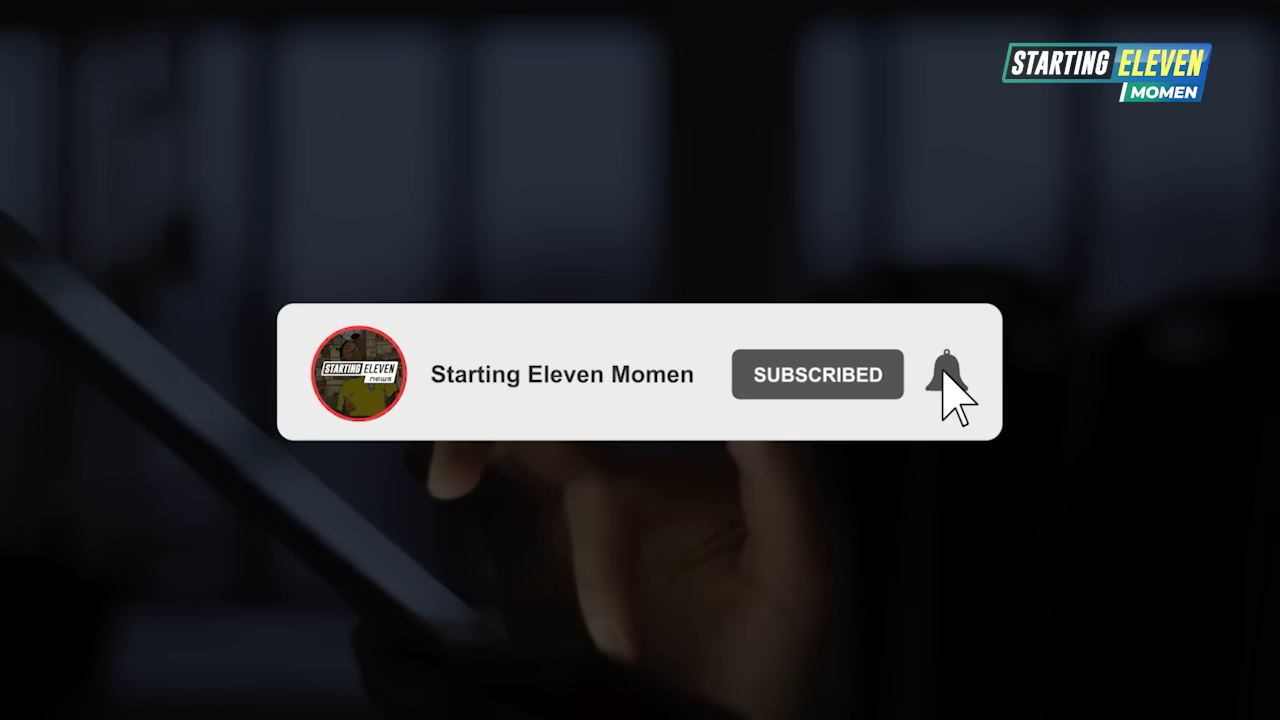 STARTING ELEVEN
MOMEN
STARTING ELEVEN
news
Starting Eleven Momen
SUBSCRIBED